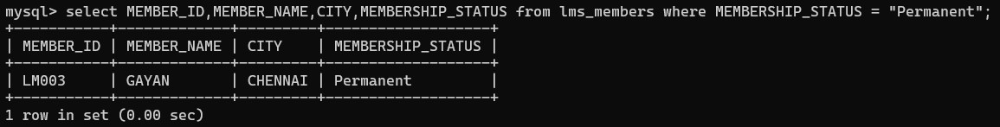 mysql> select MEMBER_ID,MEMBER_NAME,CITY,MEMBERSHIP_STATUS from lms_members where MEMBERSHIP_STATUS = "Permanent";
+-----------+-------------+---------+-------------------+
| MEMBER_ID | MEMBER_NAME | CITY    | MEMBERSHIP_STATUS |
+-----------+-------------+---------+-------------------+
| LM003     | GAYAN       | CHENNAI | Permanent         |
+-----------+-------------+---------+-------------------+
1 row in set (0.00 sec)